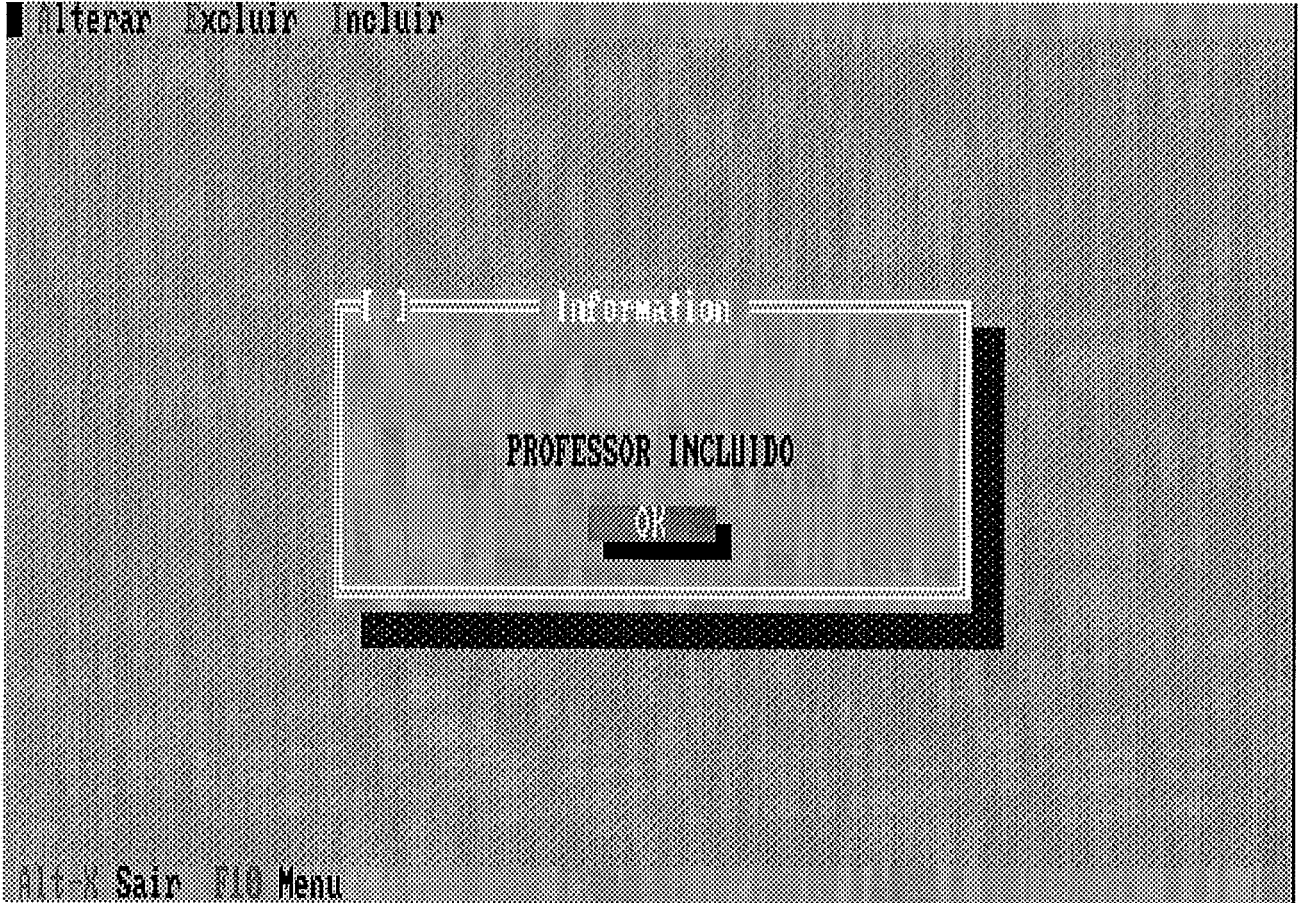 Alterar Excluir Incluir
[ ] Information
PROFESSOR INCLUIDO
OK
Alt-X Sair F10 Menu